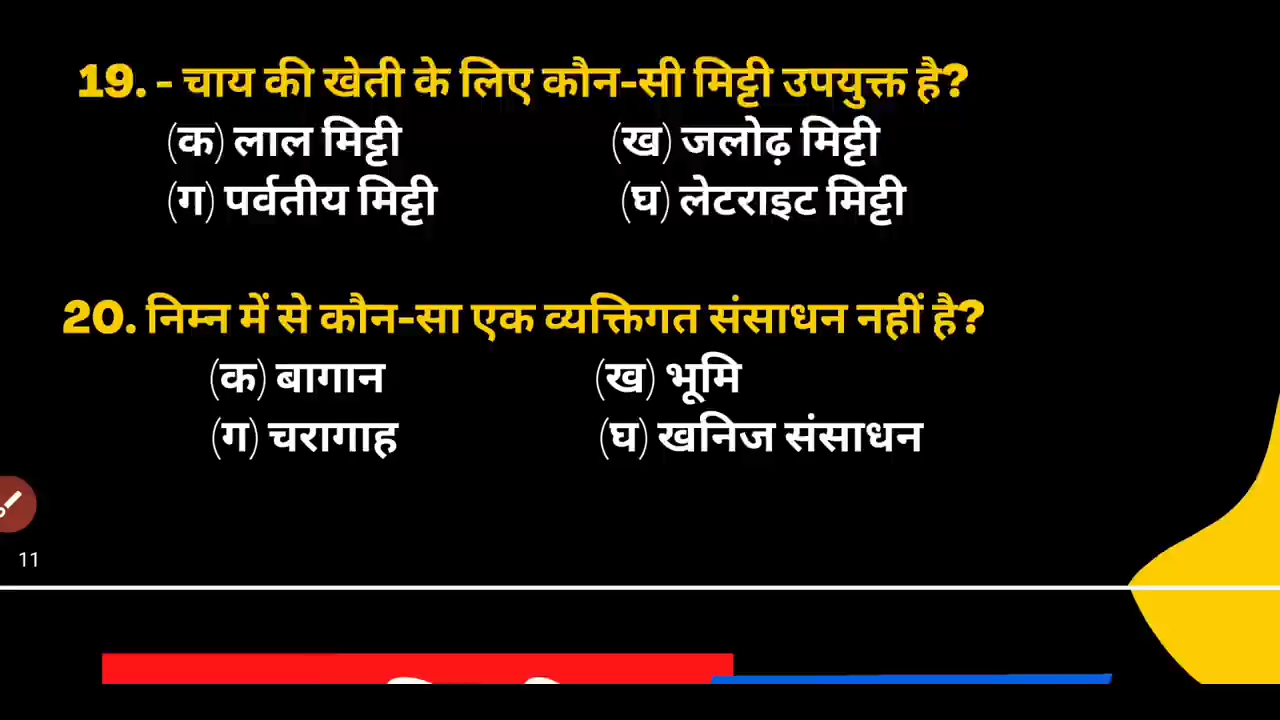 19. - चाय की खेती के लिए कौन-सी मिट्टी उपयुक्त है?
(क) लाल मिट्टी (ख) जलोढ़ मिट्टी
(ग) पर्वतीय मिट्टी (घ) लेटराइट मिट्टी
20. निम्न में से कौन-सा एक व्यक्तिगत संसाधन नहीं है?
(क) बागान (ख) भूमि
(ग) चरागाह (घ) खनिज संसाधन
11